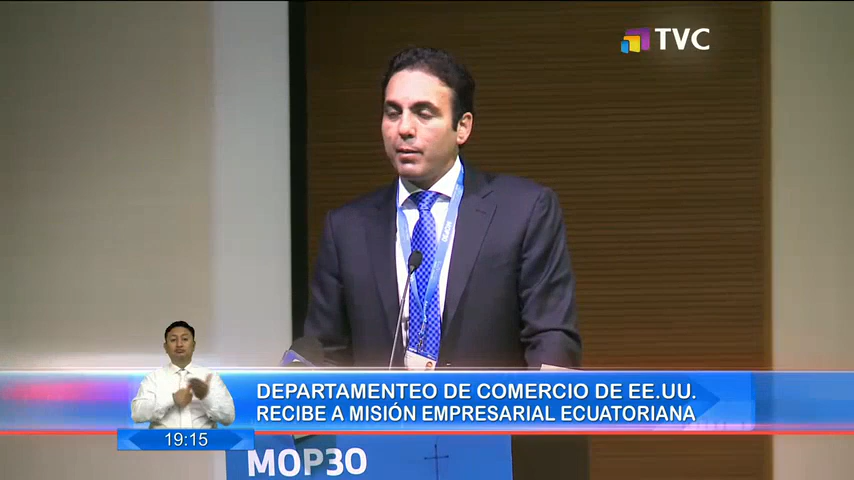 TVC
DEPARTAMENTEO DE COMERCIO DE EE.UU.
RECIBE A MISIÓN EMPRESARIAL ECUATORIANA
19:15
MOP30